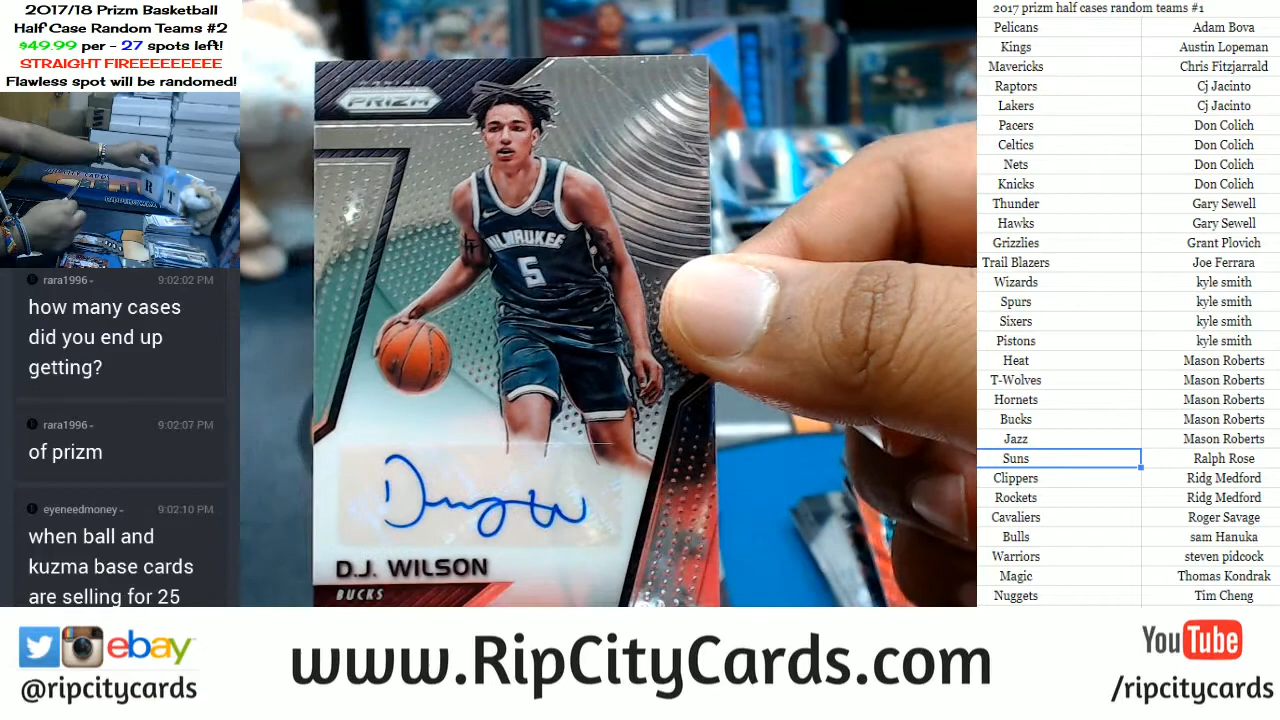 2017/18 Prizm Basketball
Half Case Random Teams #2
$49.99 per - 27 spots left!
STRAIGHT FIREEEEEEEEE
Flawless spot will be randomed!
rara1996
9:02:02 PM
how many cases
did you end up
getting?
rara1996
9:02:07 PM
of prizm
eyeneedmoney
9:02:10 PM
when ball and
kuzma base cards
are selling for 25
PANINI
PRIZM
MILWAUKEE
5
D.J. WILSON
BUCKS
2017 prizm half cases random teams #1
Pelicans Adam Bova
Kings Austin Lopeman
Mavericks Chris Fitzjarrald
Raptors Cj Jacinto
Lakers Cj Jacinto
Pacers Don Colich
Celtics Don Colich
Nets Don Colich
Knicks Don Colich
Thunder Gary Sewell
Hawks Gary Sewell
Grizzlies Grant Plovich
Trail Blazers Joe Ferrara
Wizards kyle smith
Spurs kyle smith
Sixers kyle smith
Pistons kyle smith
Heat Mason Roberts
T-Wolves Mason Roberts
Hornets Mason Roberts
Bucks Mason Roberts
Jazz Mason Roberts
Suns Ralph Rose
Clippers Ridg Medford
Rockets Ridg Medford
Cavaliers Roger Savage
Bulls sam Hanuka
Warriors steven pidcock
Magic Thomas Kondrak
Nuggets Tim Cheng
ebay
@ripcitycards
www.RipCityCards.com
YouTube
/ripcitycards